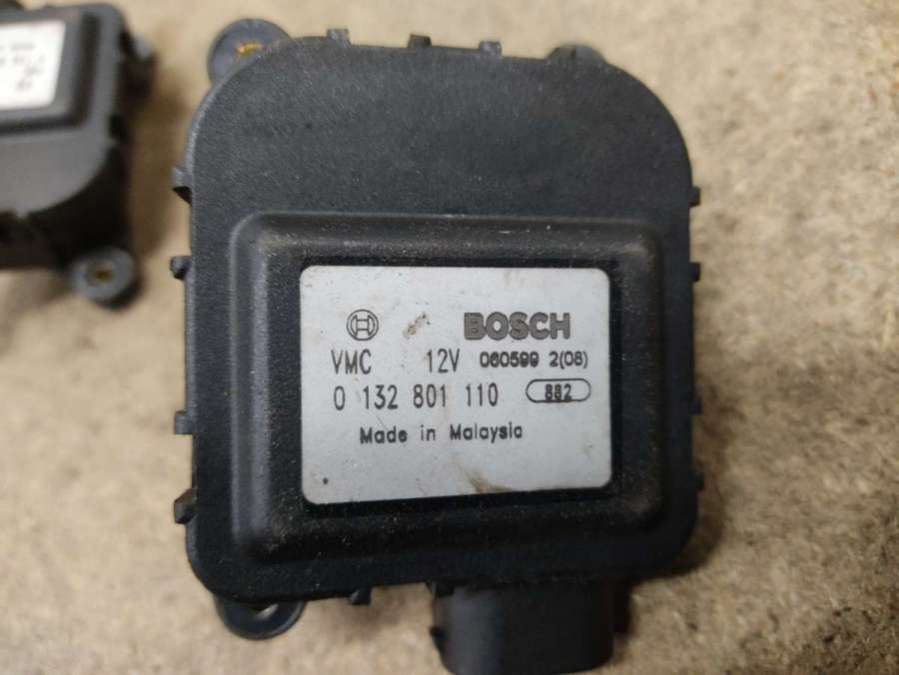 BOSCH
VMC 12V 060599 2(08)
0 132 801 110 882
Made in Malaysia